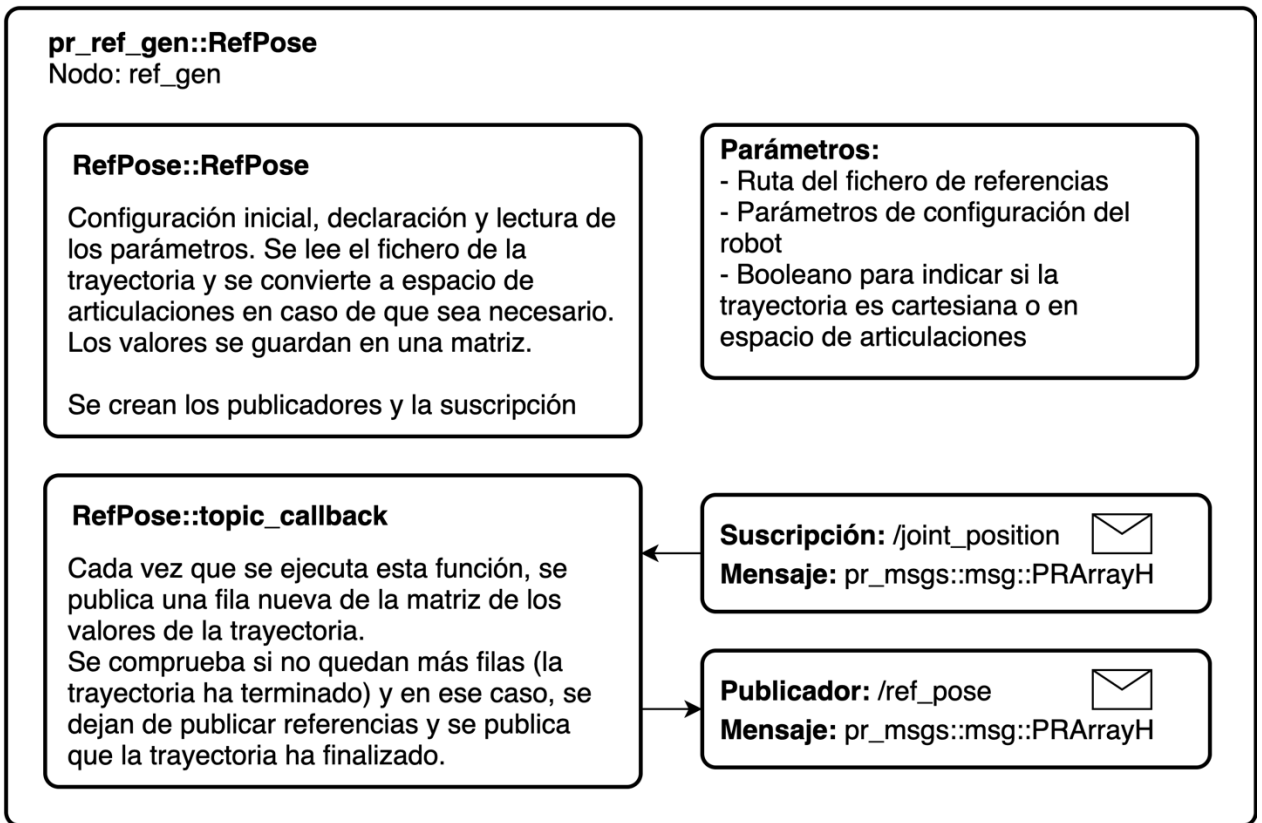 pr_ref_gen::RefPose
Nodo: ref_gen
RefPose::RefPose
Configuración inicial, declaración y lectura de
los parámetros. Se lee el fichero de la
trayectoria y se convierte a espacio de
articulaciones en caso de que sea necesario.
Los valores se guardan en una matriz.
Se crean los publicadores y la suscripción
Parámetros:
- Ruta del fichero de referencias
- Parámetros de configuración del
robot
- Booleano para indicar si la
trayectoria es cartesiana o en
espacio de articulaciones
RefPose::topic_callback
Cada vez que se ejecuta esta función, se
publica una fila nueva de la matriz de los
valores de la trayectoria.
Se comprueba si no quedan más filas (la
trayectoria ha terminado) y en ese caso, se
dejan de publicar referencias y se publica
que la trayectoria ha finalizado.
Suscripción: /joint_position
Mensaje: pr_msgs::msg::PRArrayH
Publicador: /ref_pose
Mensaje: pr_msgs::msg::PRArrayH